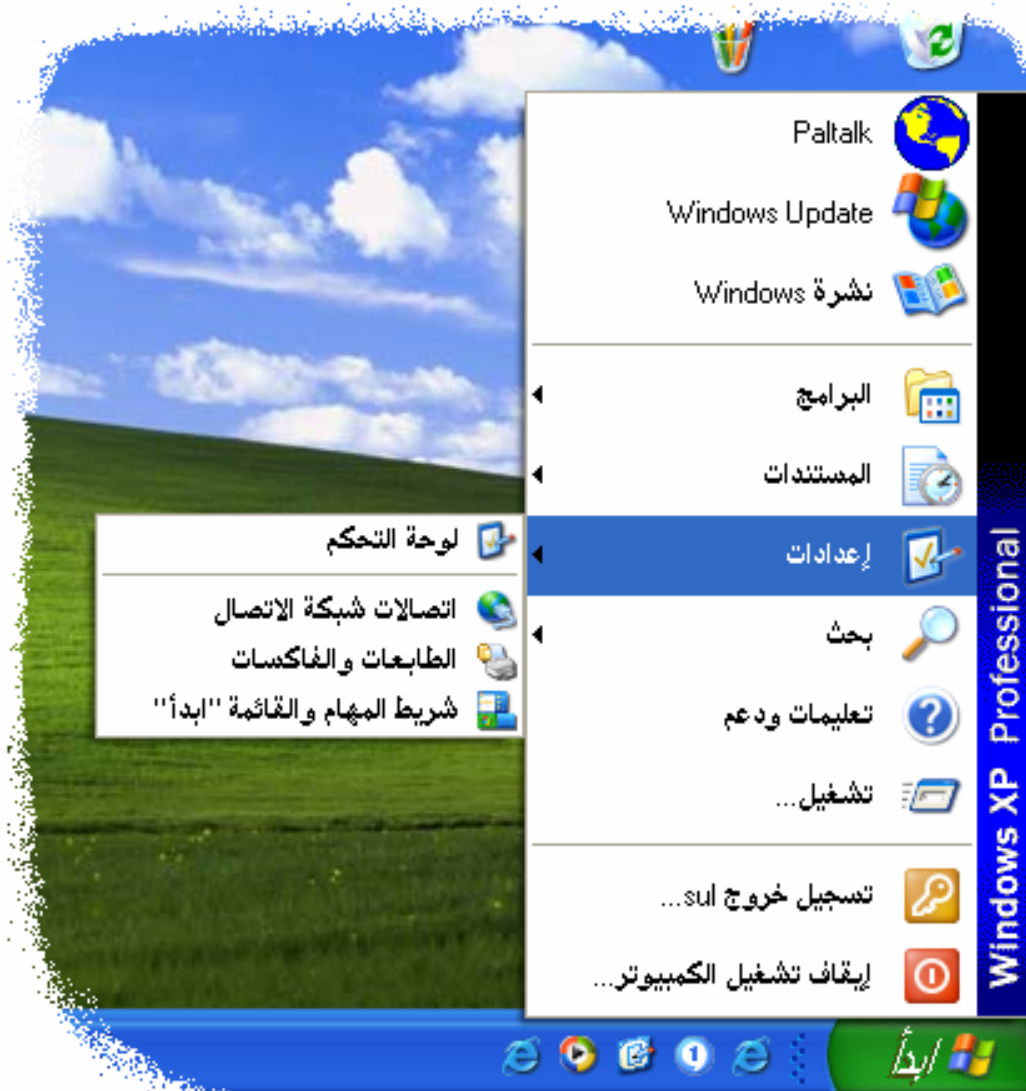 Paltalk
Windows Update
نشرة Windows
البرامج
المستندات
إعدادات
لوحة التحكم
اتصالات شبكة الاتصال
الطابعات والفاكسات
شريط المهام والقائمة "ابدأ"
بحث
تعليمات ودعم
تشغيل...
تسجيل خروج sul...
إيقاف تشغيل الكمبيوتر...
Windows XP Professional
ابدأ